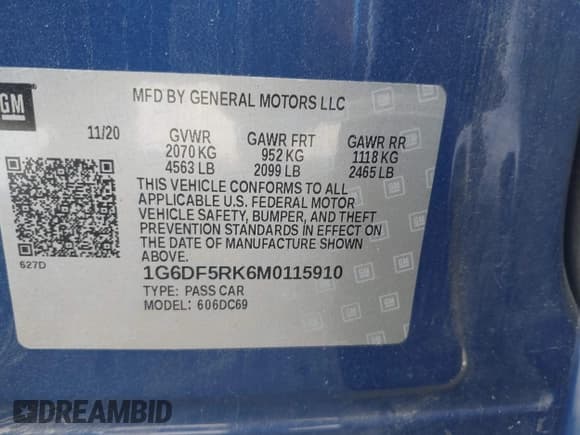 GM
MFD BY GENERAL MOTORS LLC
11/20 GVWR GAWR FRT GAWR RR
2070 KG 952 KG 1118 KG
4563 LB 2099 LB 2465 LB
THIS VEHICLE CONFORMS TO ALL
APPLICABLE U.S. FEDERAL MOTOR
VEHICLE SAFETY, BUMPER, AND THEFT
PREVENTION STANDARDS IN EFFECT ON
THE DATE OF MANUFACTURE SHOWN
ABOVE.
627D
1G6DF5RK6M0115910
TYPE: PASS CAR
MODEL: 606DC69
DREAMBID